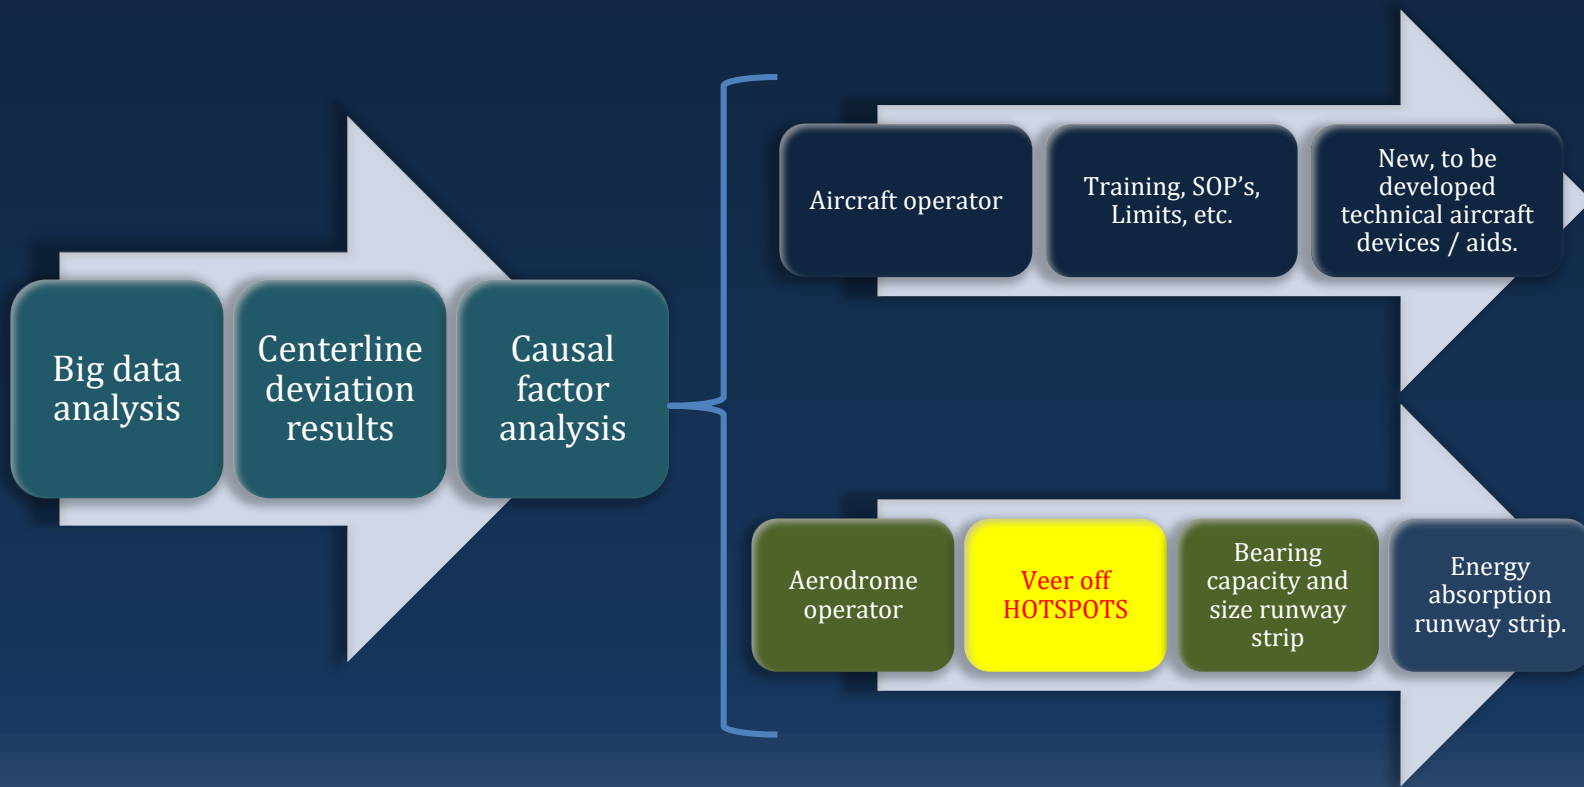 Big data
analysis
Centerline
deviation
results
Causal
factor
analysis
Aircraft operator
Training, SOP’s,
Limits, etc.
New, to be
developed
technical aircraft
devices / aids.
Aerodrome
operator
Veer off
HOTSPOTS
Bearing
capacity and
size runway
strip
Energy
absorption
runway strip.